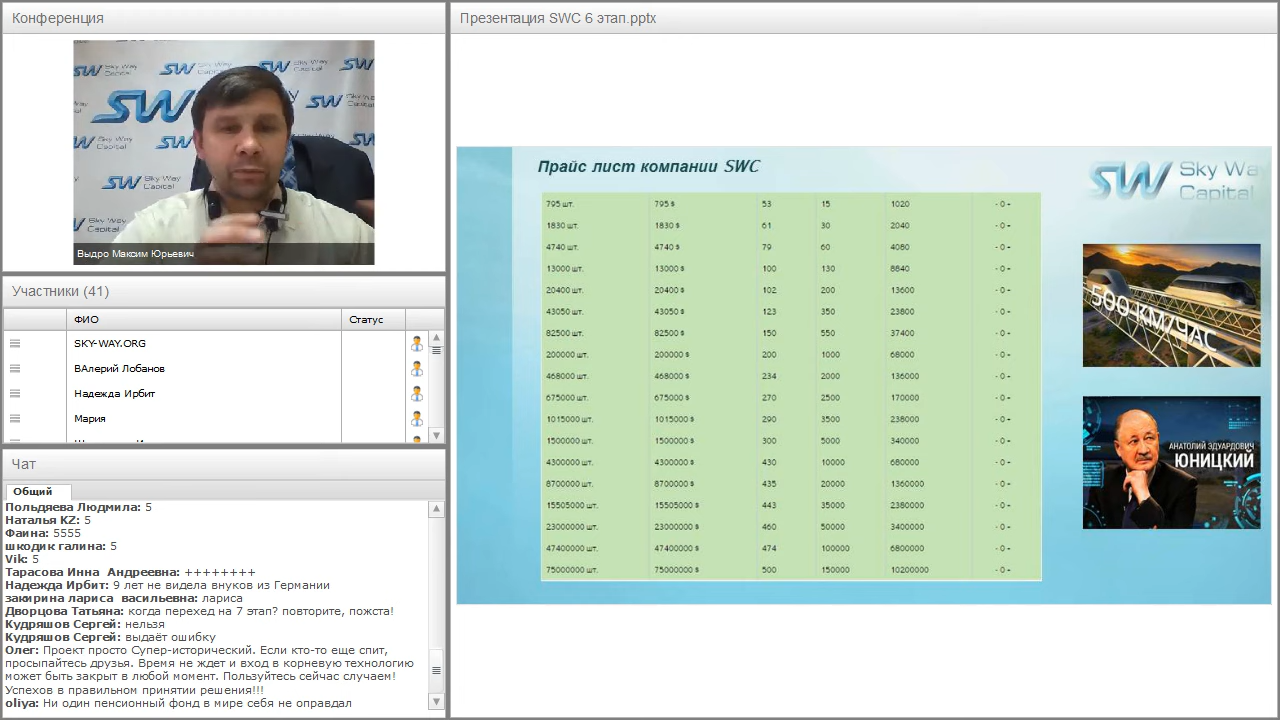 Конференция
Sky Way
Capital
SW
Выдро Максим Юрьевич
Участники (41)
ФИО
Статус
SKY-WAY.ORG
ВАлерий Лобанов
Надежда Ирбит
Мария
Чат
Общий
Польдяева Людмила: 5
Наталья KZ: 5
Фаина: 5555
шкодик галина: 5
Vik: 5
Тарасова Инна Андреевна: ++++++++
Надежда Ирбит: 9 лет не видела внуков из Германии
закирина лариса васильевна: лариса
Дворцова Татьяна: когда перехед на 7 этап? повторите, пожста!
Кудряшов Сергей: нельзя
Кудряшов Сергей: выдаёт ошибку
Олег: Проект просто Супер-исторический. Если кто-то еще спит,
просыпайтесь друзья. Время не ждет и вход в корневую технологию
может быть закрыт в любой момент. Пользуйтесь сейчас случаем!
Успехов в правильном принятии решения!!!
oliya: Ни один пенсионный фонд в мире себя не оправдал
Презентация SWC 6 этап.pptx
Прайс лист компании SWC
795 шт. 795 $ 53 15 1020 - 0 +
1830 шт. 1830 $ 61 30 2040 - 0 +
4740 шт. 4740 $ 79 60 4080 - 0 +
13000 шт. 13000 $ 100 130 8840 - 0 +
20400 шт. 20400 $ 102 200 13600 - 0 +
43050 шт. 43050 $ 123 350 23800 - 0 +
82500 шт. 82500 $ 150 550 37400 - 0 +
200000 шт. 200000 $ 200 1000 68000 - 0 +
468000 шт. 468000 $ 234 2000 136000 - 0 +
675000 шт. 675000 $ 270 2500 170000 - 0 +
1015000 шт. 1015000 $ 290 3500 238000 - 0 +
1500000 шт. 1500000 $ 300 5000 340000 - 0 +
4300000 шт. 4300000 $ 430 10000 680000 - 0 +
8700000 шт. 8700000 $ 435 20000 1360000 - 0 +
15505000 шт. 15505000 $ 443 35000 2380000 - 0 +
23000000 шт. 23000000 $ 460 50000 3400000 - 0 +
47400000 шт. 47400000 $ 474 100000 6800000 - 0 +
75000000 шт. 75000000 $ 500 150000 10200000 - 0 +
SW Sky Wa
Capital
500 КМ/ЧАС
АНАТОЛИЙ ЭДУАРДОВИЧ
ЮНИЦКИЙ